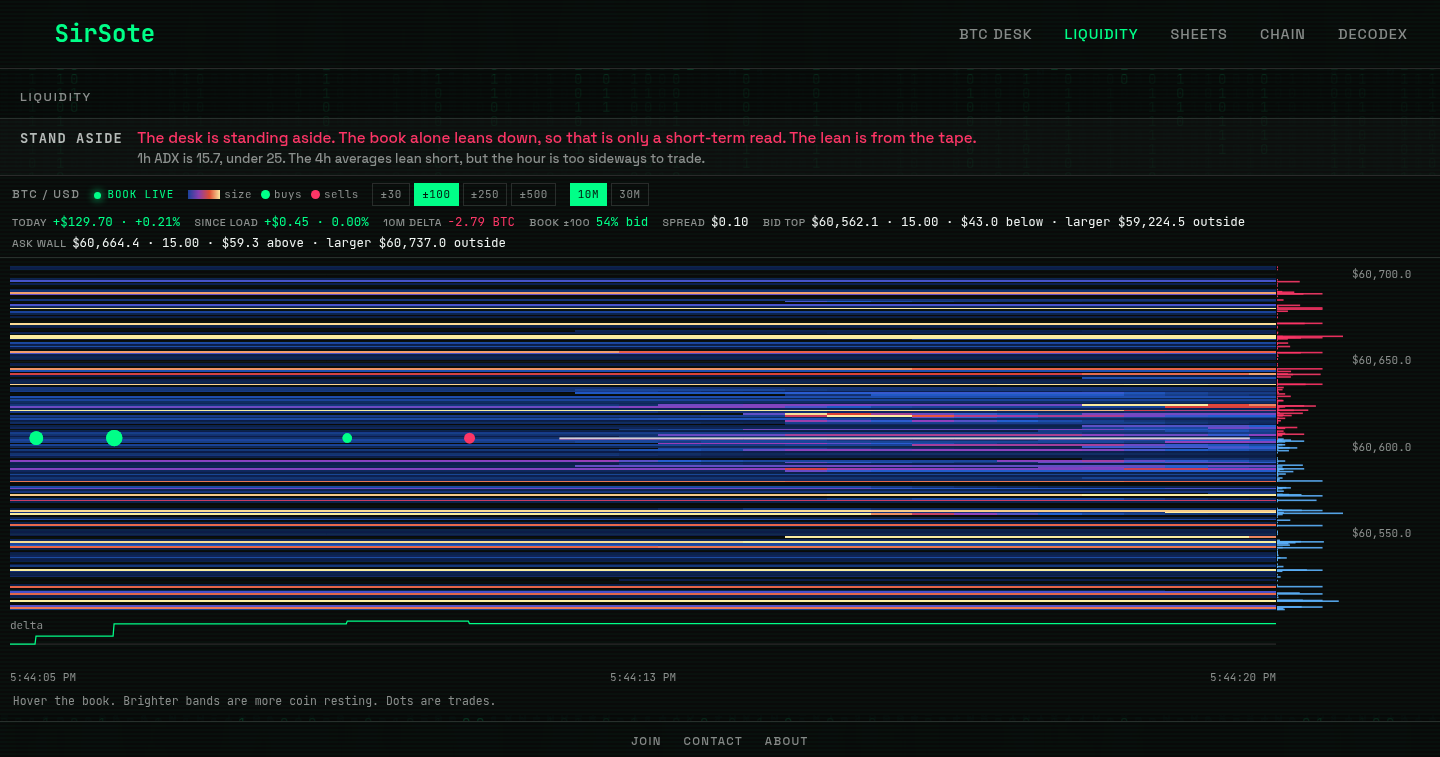 SirSote
BTC DESK LIQUIDITY SHEETS CHAIN DECODEX
LIQUIDITY
STAND ASIDE The desk is standing aside. The book alone leans down, so that is only a short-term read. The lean is from the tape.
1h ADX is 15.7, under 25. The 4h averages lean short, but the hour is too sideways to trade.
BTC / USD BOOK LIVE size buys sells ±30 ±100 ±250 ±500 10M 30M
TODAY +$129.70 · +0.21% SINCE LOAD +$0.45 · 0.00% 10M DELTA -2.79 BTC BOOK ±100 54% bid SPREAD $0.10 BID TOP $60,562.1 · 15.00 · $43.0 below · larger $59,224.5 outside
ASK WALL $60,664.4 · 15.00 · $59.3 above · larger $60,737.0 outside
$60,700.0
$60,650.0
$60,600.0
$60,550.0
delta
5:44:05 PM 5:44:13 PM 5:44:20 PM
Hover the book. Brighter bands are more coin resting. Dots are trades.
JOIN CONTACT ABOUT